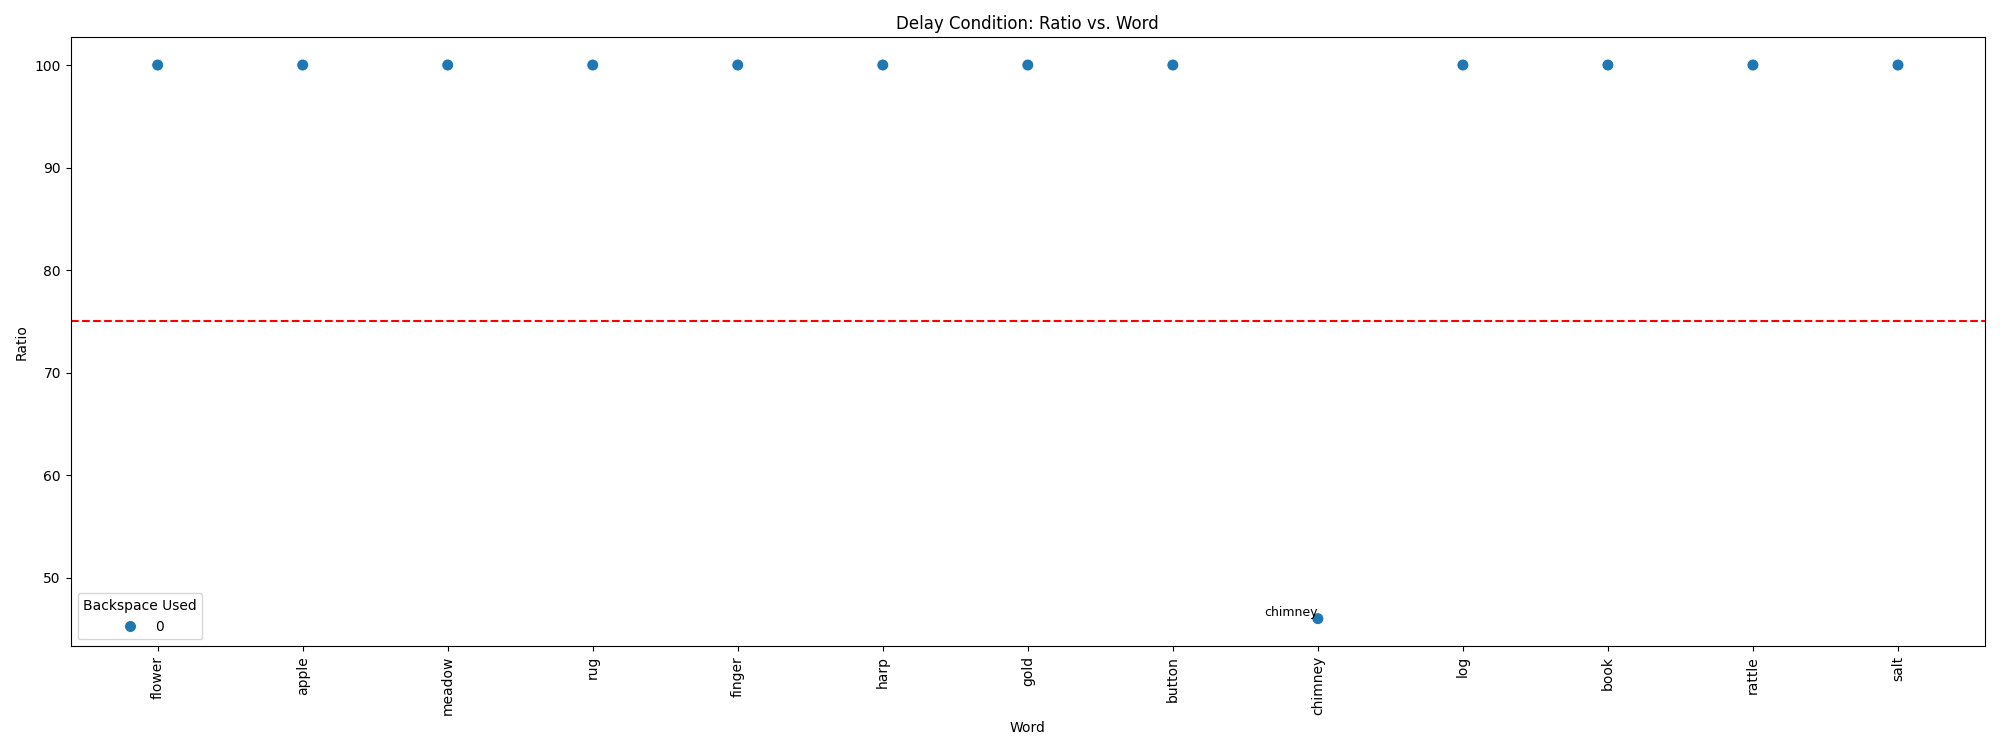 Delay Condition: Ratio vs. Word
100
90
80
70
60
50
Ratio
chimney
Backspace Used
0
flower
apple
meadow
rug
finger
harp
gold
button
chimney
log
book
rattle
salt
Word